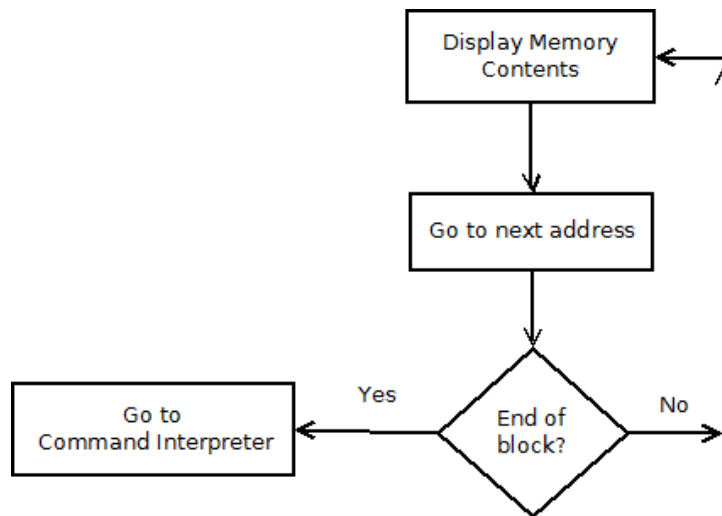 Display Memory
Contents
Go to next address
Yes
No
End of
block?
Go to
Command Interpreter